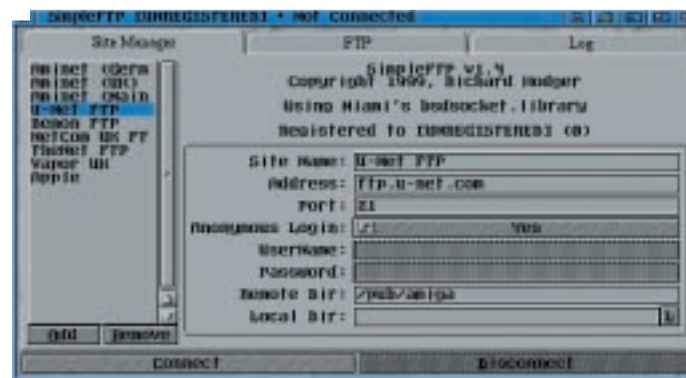 SimpleFTP [UNREGISTERED] • Not Connected
Site Manager
FTP
Log
Aminet (Germ
Aminet (UK)
Aminet (Main
U-Net FTP
Demon FTP
NetCon UK FT
TheNet FTP
Vapor UK
Apple
Add
Remove
SimpleFTP v1.4
Copyright 1999, Richard
Using Miami's bsdsocket.library
Registered to [UNREGISTERED] (0)
Site Name: U-Net FTP
Address: ftp.u-net.com
Port: 21
Anonymous Login: Yes
UserName:
Password:
Remote Dir: /pub/amiga
Local Dir:
Connect
Disconnect